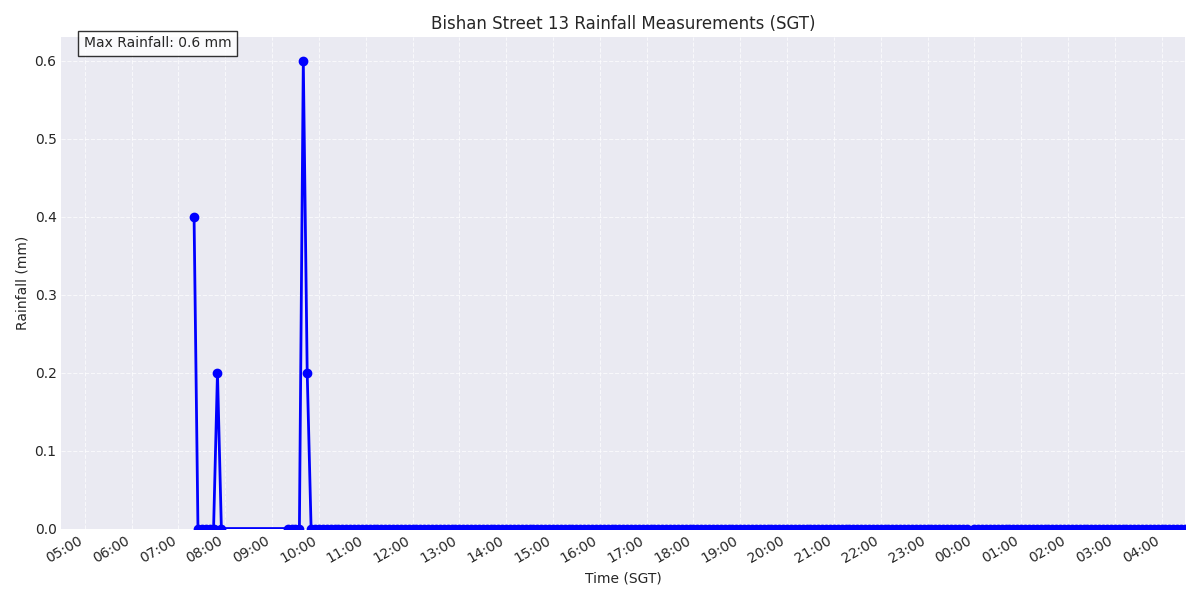 Bishan Street 13 Rainfall Measurements (SGT)
Max Rainfall: 0.6 mm
0.6
0.5
0.4
0.3
0.2
0.1
0.0
Rainfall (mm)
05:00 06:00 07:00 08:00 09:00 10:00 11:00 12:00 13:00 14:00 15:00 16:00 17:00 18:00 19:00 20:00 21:00 22:00 23:00 00:00 01:00 02:00 03:00 04:00
Time (SGT)